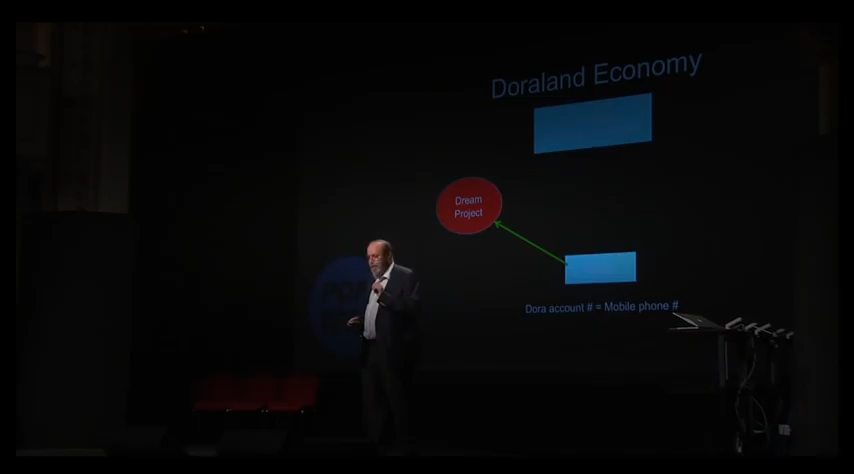 Doraland Economy
Dream
Project
Dora account # = Mobile phone #